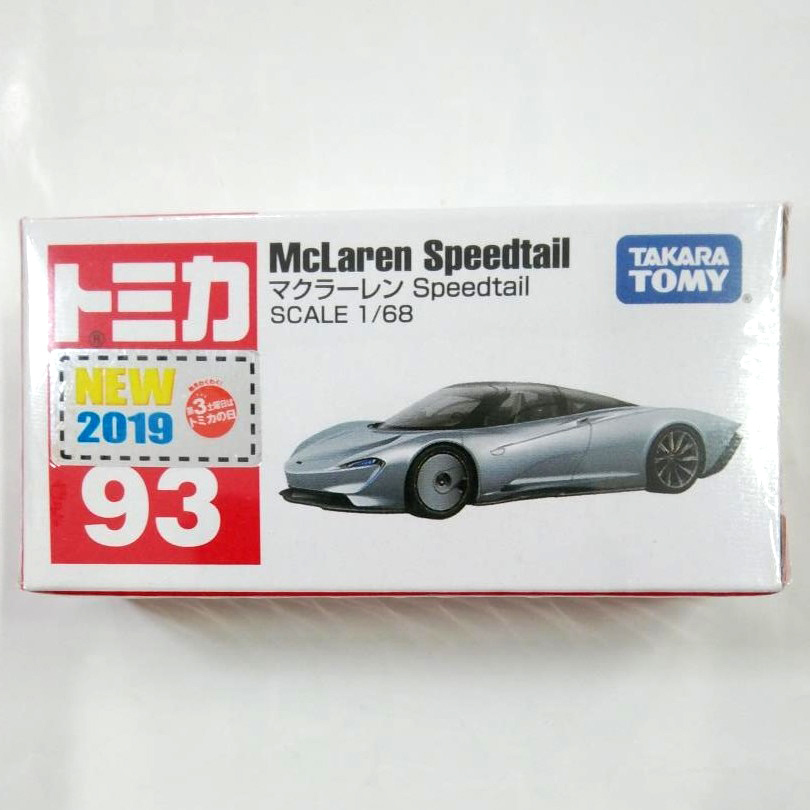 トミカ
®
McLaren Speedtail
マクラーレン Speedtail
SCALE 1/68
TAKARA
TOMY®
NEW
2019
第3土曜日は
トミカの日
93